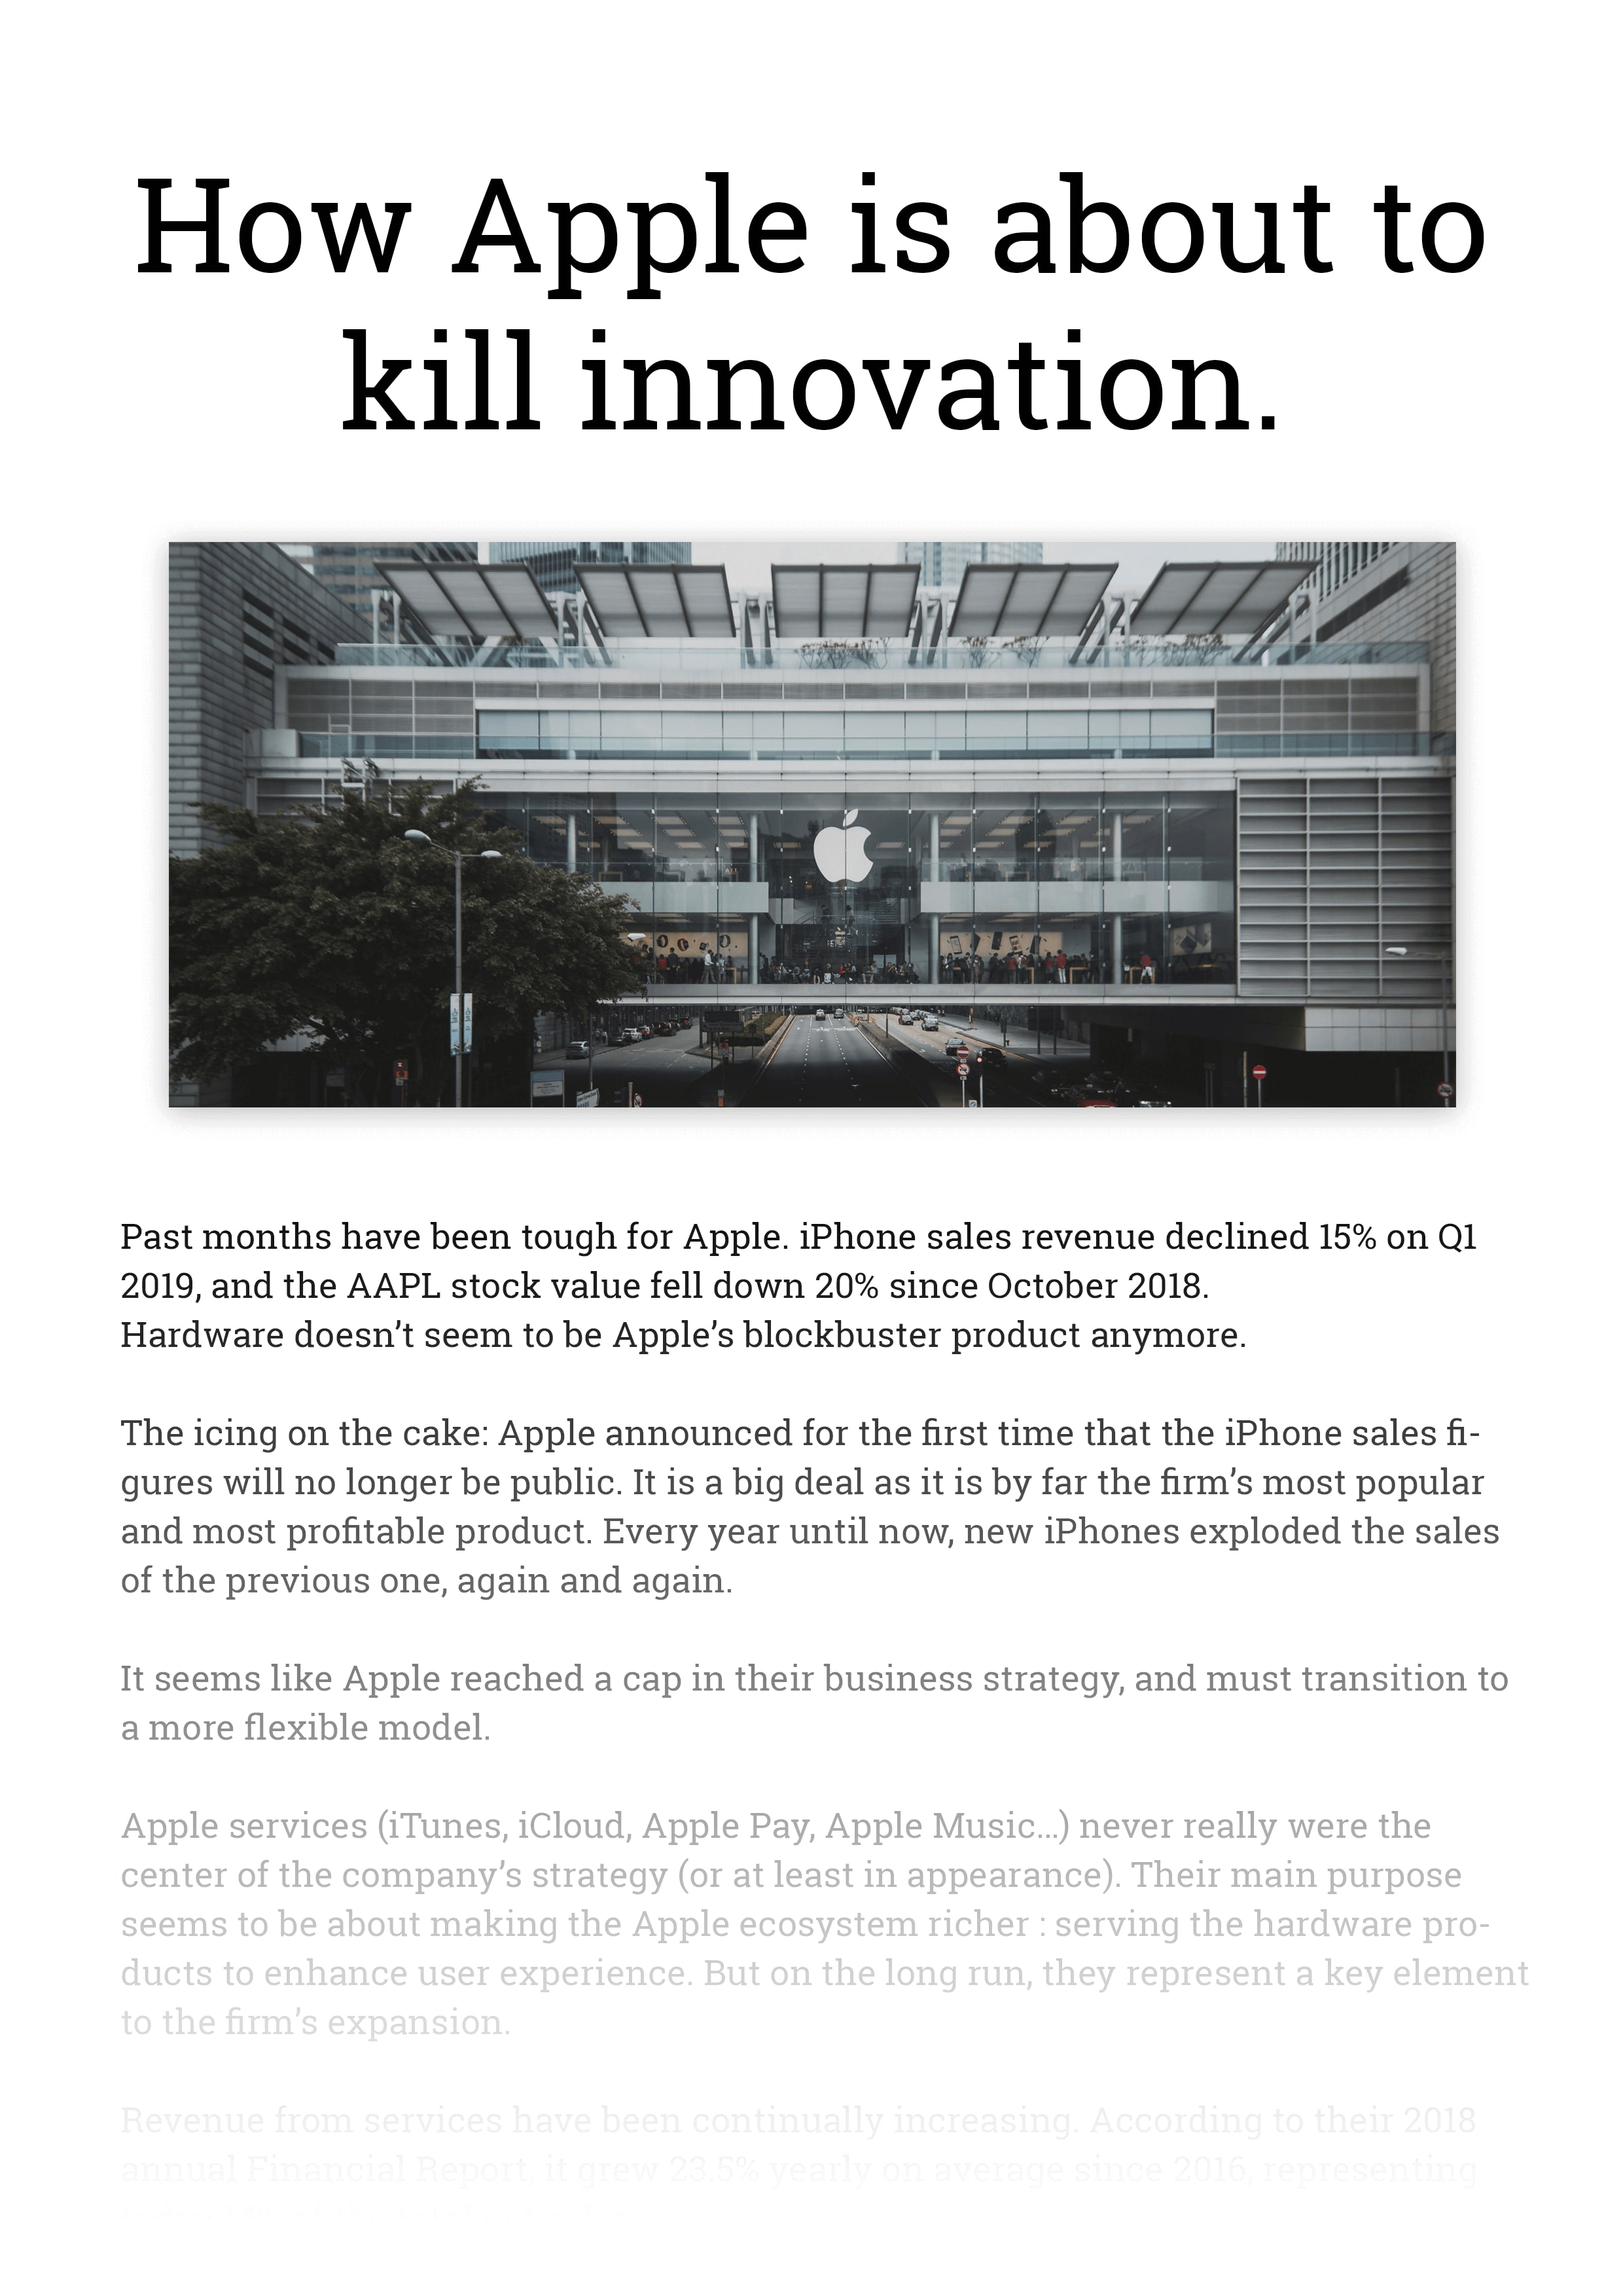 How Apple is about to
kill innovation.
Past months have been tough for Apple. iPhone sales revenue declined 15% on Q1
2019, and the AAPL stock value fell down 20% since October 2018.
Hardware doesn’t seem to be Apple’s blockbuster product anymore.
The icing on the cake: Apple announced for the first time that the iPhone sales fi-
gures will no longer be public. It is a big deal as it is by far the firm’s most popular
and most profitable product. Every year until now, new iPhones exploded the sales
of the previous one, again and again.
It seems like Apple reached a cap in their business strategy, and must transition to
a more flexible model.
Apple services (iTunes, iCloud, Apple Pay, Apple Music...) never really were the
center of the company’s strategy (or at least in appearance). Their main purpose
seems to be about making the Apple ecosystem richer : serving the hardware pro-
ducts to enhance user experience. But on the long run, they represent a key element
to the firm’s expansion.
Revenue from services have been continually increasing. According to their 2018
annual Financial Report, it grew 23.5% yearly on average since 2016, representing